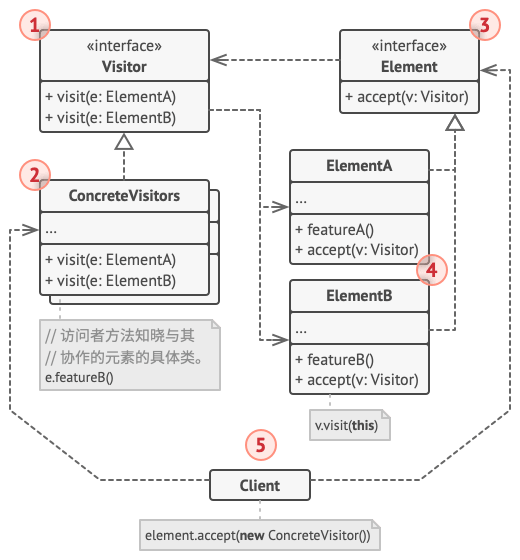 1
«interface»
Visitor
+ visit(e: ElementA)
+ visit(e: ElementB)
3
«interface»
Element
+ accept(v: Visitor)
2
ConcreteVisitors
...
+ visit(e: ElementA)
+ visit(e: ElementB)
// 访问者方法知晓与其
// 协作的元素的具体类。
e.featureB()
ElementA
...
+ featureA()
+ accept(v: Visitor)
4
ElementB
...
+ featureB()
+ accept(v: Visitor)
v.visit(this)
5
Client
element.accept(new ConcreteVisitor())